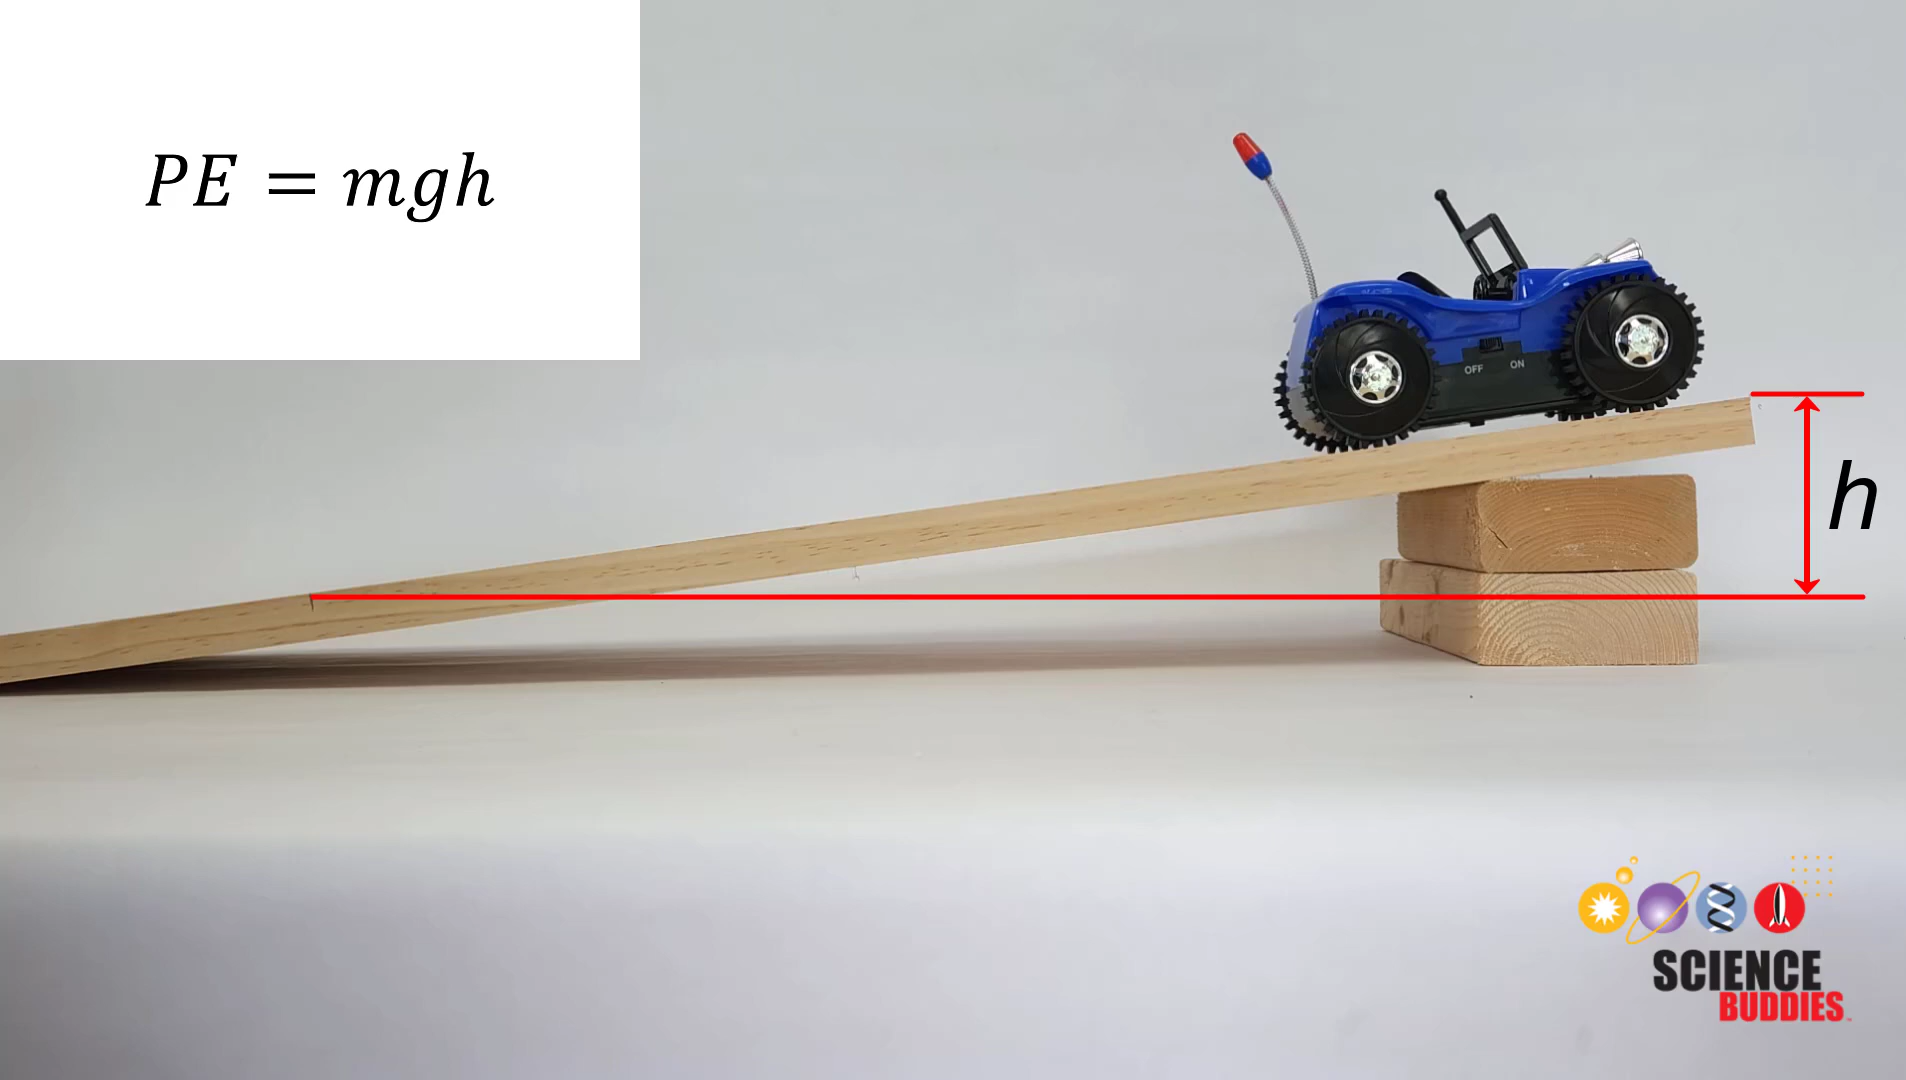 PE = mgh
OFF ON
h
SCIENCE
BUDDIES